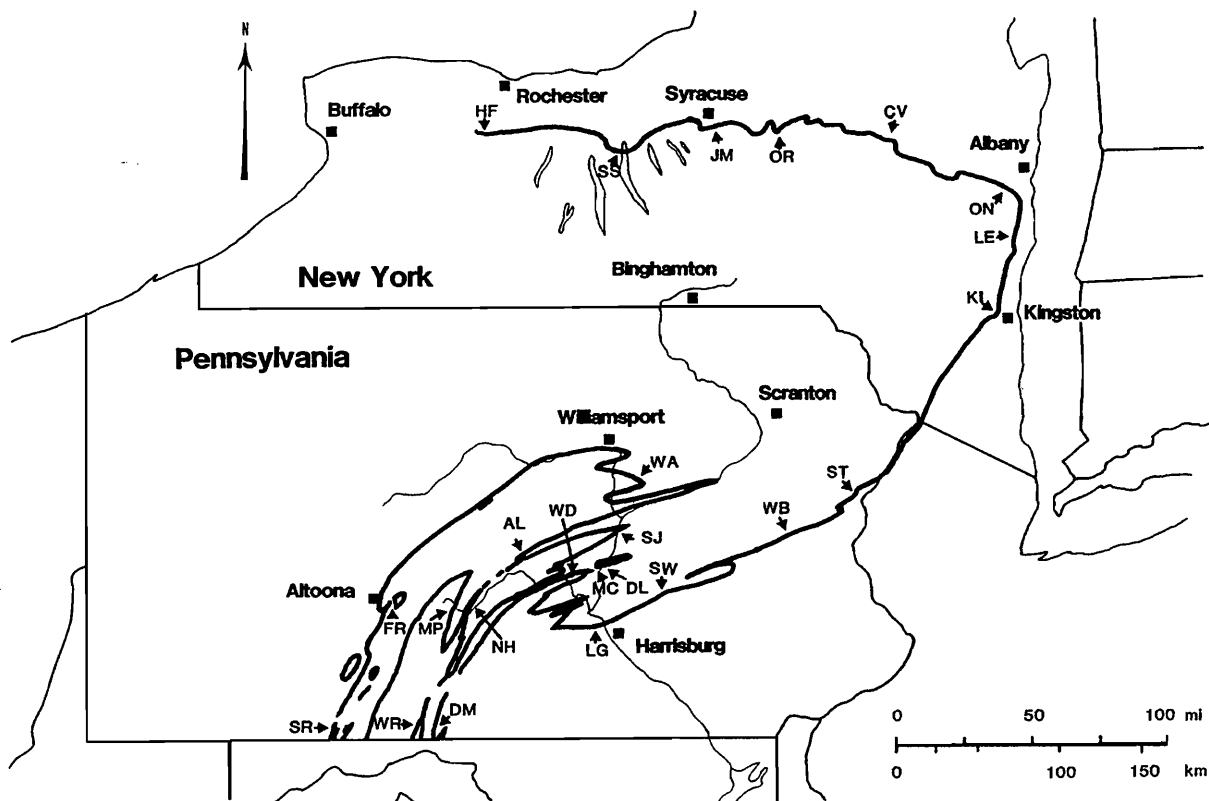 N
Rochester
Buffalo
HF
Syracuse
CV
SS
JM
OR
Albany
ON
LE
New York
Binghamton
KI
Kingston
Pennsylvania
Scranton
Williamsport
WA
ST
WD
WB
AL
SJ
SW
Altoona
MC DL
FR
MP
NH
LG
Harrisburg
SR
WR
DM
0 50 100 mi
0 100 150 km